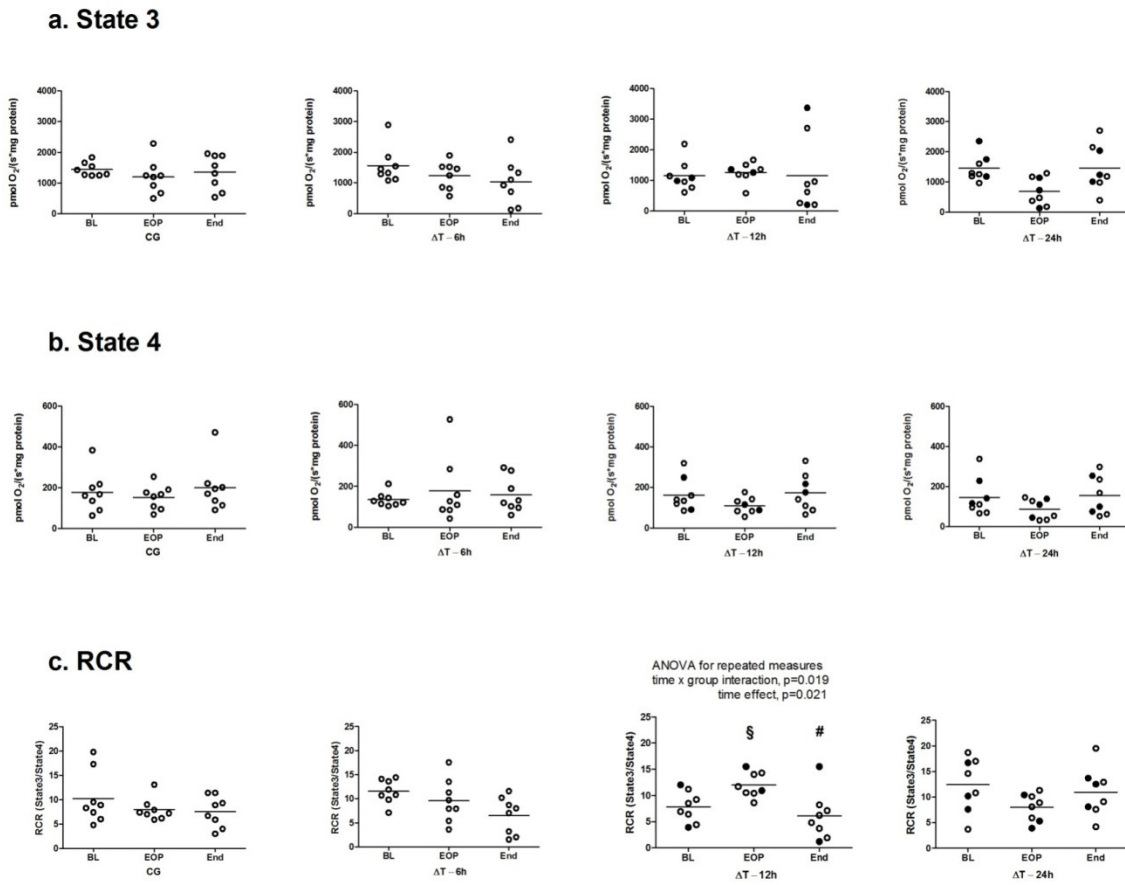 a. State 3
pmol O2/(s*mg protein)
4000
3000
2000
1000
0
BL EOP End
CG
pmol O2/(s*mg protein)
4000
3000
2000
1000
0
BL EOP End
ΔT – 6h
pmol O2/(s*mg protein)
4000
3000
2000
1000
0
BL EOP End
ΔT – 12h
pmol O2/(s*mg protein)
4000
3000
2000
1000
0
BL EOP End
ΔT – 24h
b. State 4
pmol O2/(s*mg protein)
600
400
200
0
BL EOP End
CG
pmol O2/(s*mg protein)
600
400
200
0
BL EOP End
ΔT – 6h
pmol O2/(s*mg protein)
600
400
200
0
BL EOP End
ΔT – 12h
pmol O2/(s*mg protein)
600
400
200
0
BL EOP End
ΔT – 24h
c. RCR
RCR (State3/State4)
25
20
15
10
5
0
BL EOP End
CG
RCR (State3/State4)
25
20
15
10
5
0
BL EOP End
ΔT – 6h
ANOVA for repeated measures
time x group interaction, p=0.019
time effect, p=0.021
RCR (State3/State4)
25
20
15
10
5
0
§ #
BL EOP End
ΔT – 12h
RCR (State3/State4)
25
20
15
10
5
0
BL EOP End
ΔT – 24h